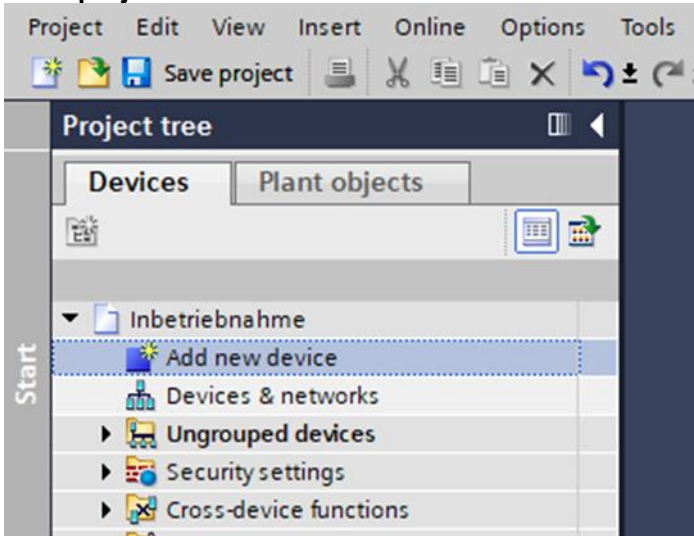 Project Edit View Insert Online Options Tools
Save project
Project tree
Devices Plant objects
Inbetriebnahme
Add new device
Devices & networks
Ungrouped devices
Security settings
Cross-device functions
Start